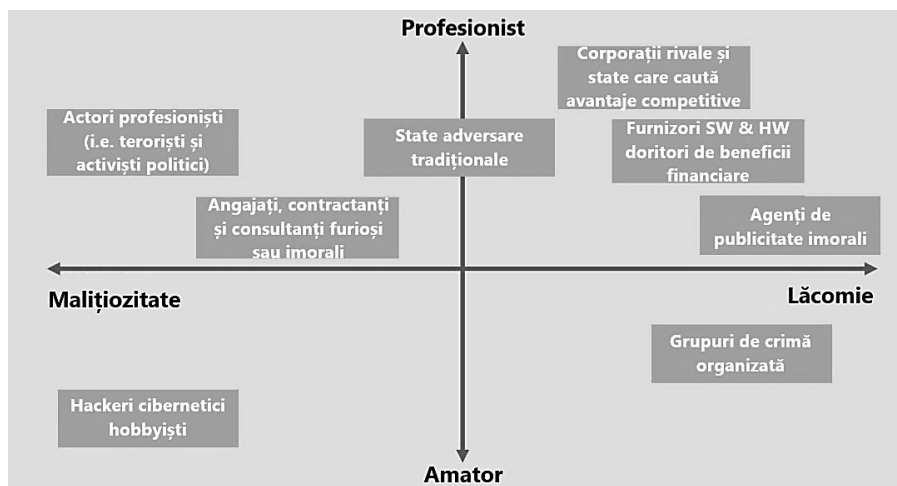 Profesionist
Corporații rivale și
state care caută
avantaje competitive
Actori profesioniști
(i.e. teroriști și
activiști politici)
State adversare
tradiționale
Furnizori SW & HW
doritori de beneficii
financiare
Angajați, contractanți
și consultanți furioși
sau imorali
Agenți de
publicitate imorali
Malițiozitate
Lăcomie
Grupuri de crimă
organizată
Hackeri cibernetici
hobbyiști
Amator